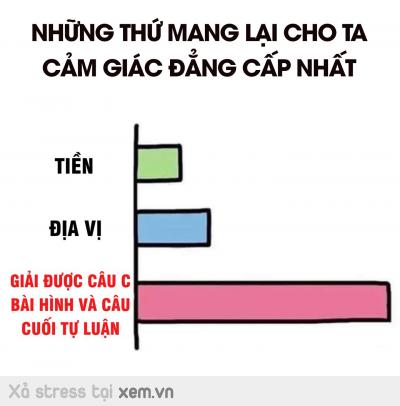 NHỮNG THỨ MANG LẠI CHO TA
CẢM GIÁC ĐẲNG CẤP NHẤT
TIỀN
ĐỊA VỊ
GIẢI ĐƯỢC CÂU C
BÀI HÌNH VÀ CÂU
CUỐI TỰ LUẬN
Xả stress tại xem.vn